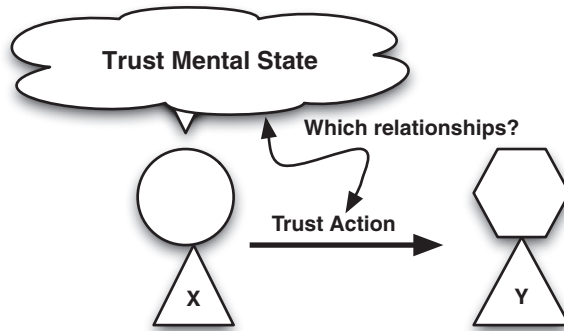 Trust Mental State
Which relationships?
Trust Action
X
Y